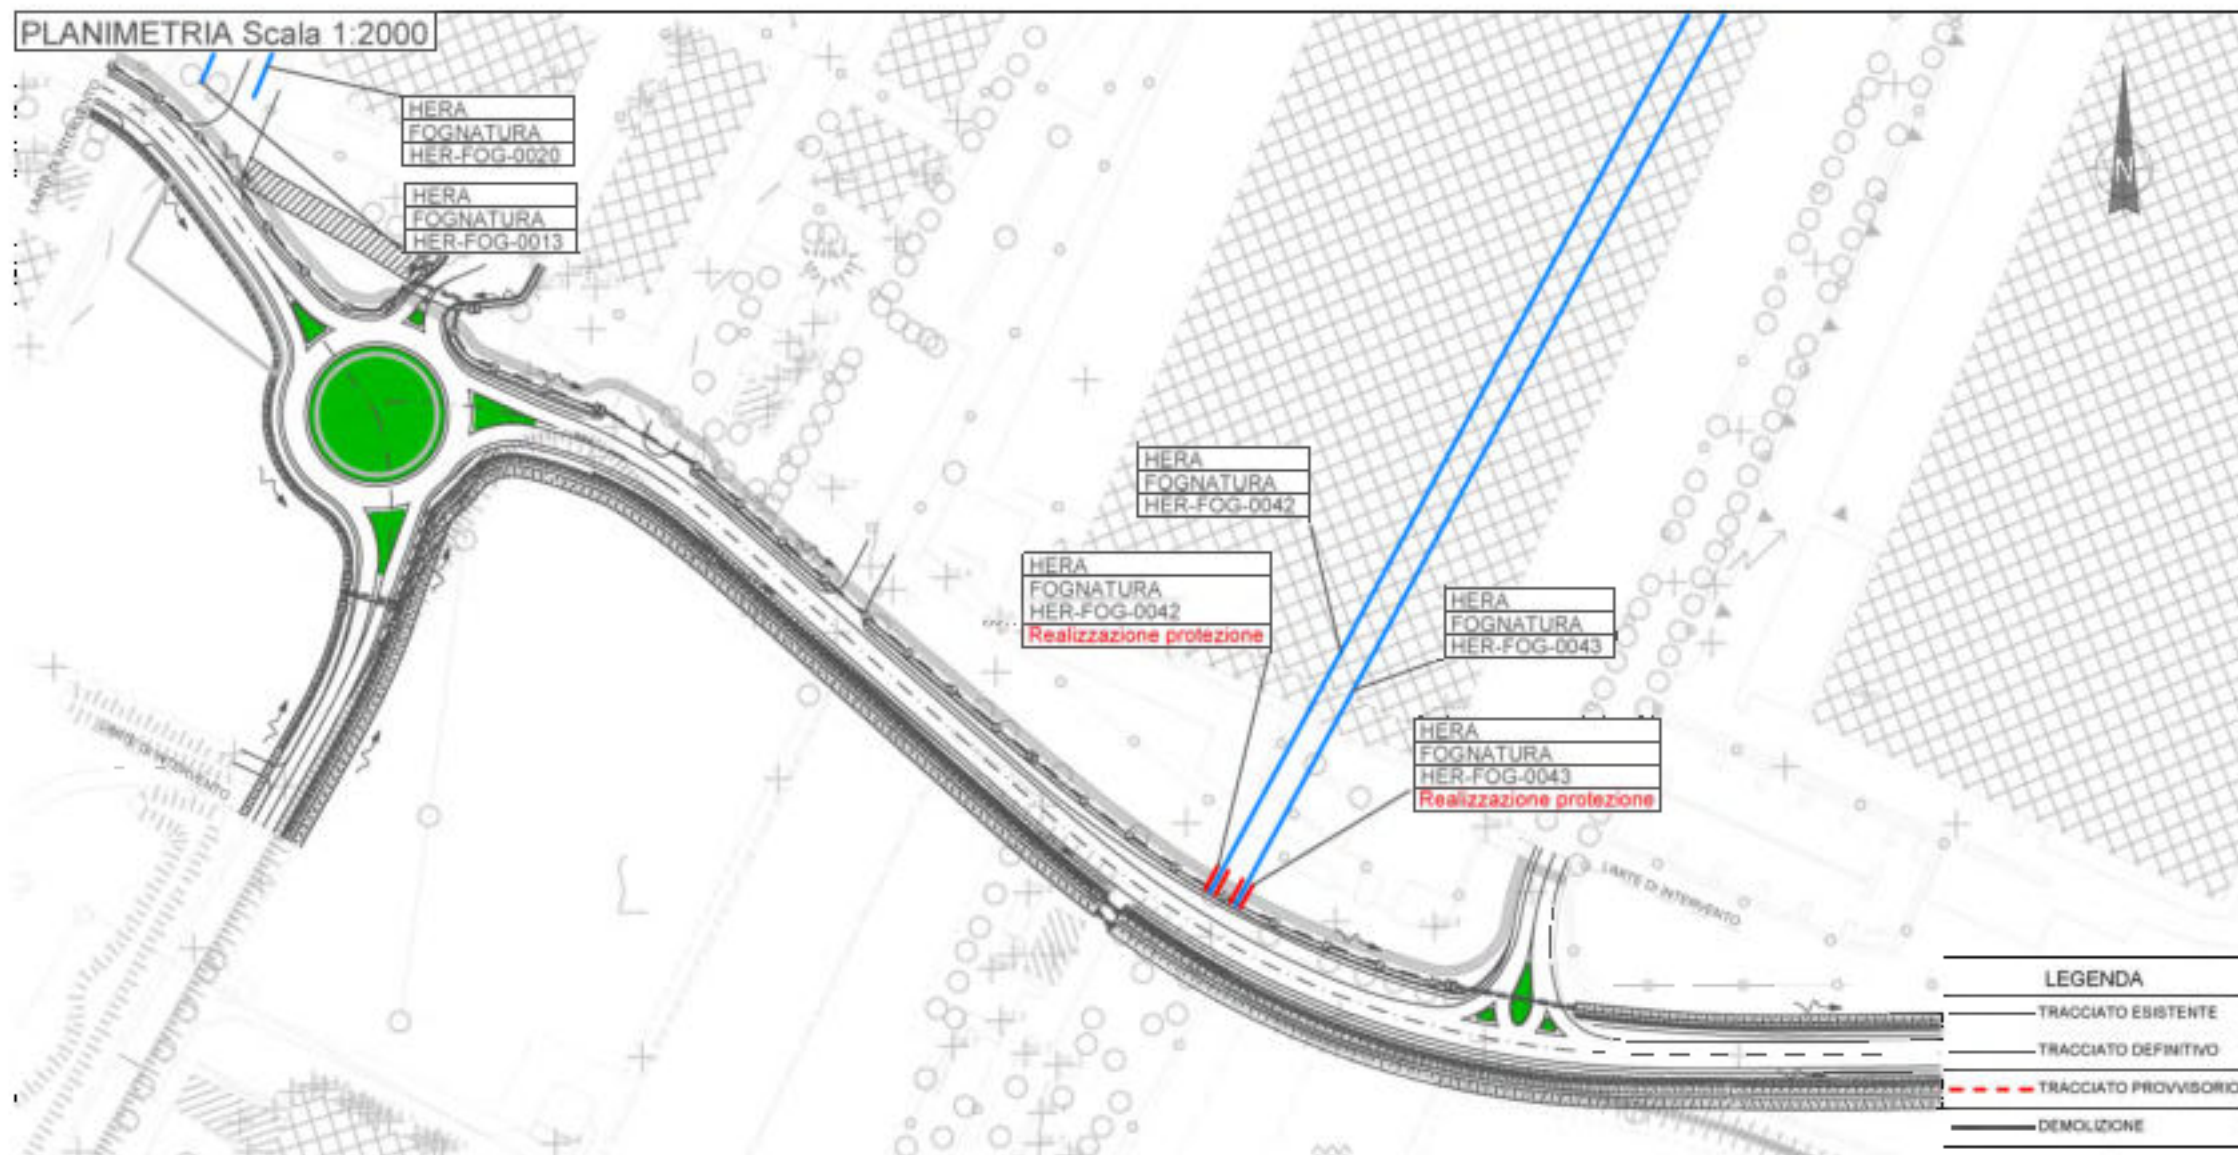 PLANIMETRIA Scala 1:2000
HERA
FOGNATURA
HER-FOG-0020
HERA
FOGNATURA
HER-FOG-0013
N
HERA
FOGNATURA
HER-FOG-0042
HERA
FOGNATURA
HER-FOG-0042
Realizzazione protezione
HERA
FOGNATURA
HER-FOG-0043
HERA
FOGNATURA
HER-FOG-0043
Realizzazione protezione
DI INTERVENTO
DI INTERVENTO
LEGENDA
TRACCIATO ESISTENTE
TRACCIATO DEFINITIVO
TRACCIATO PROVVISORIO
DEMOLIZIONE